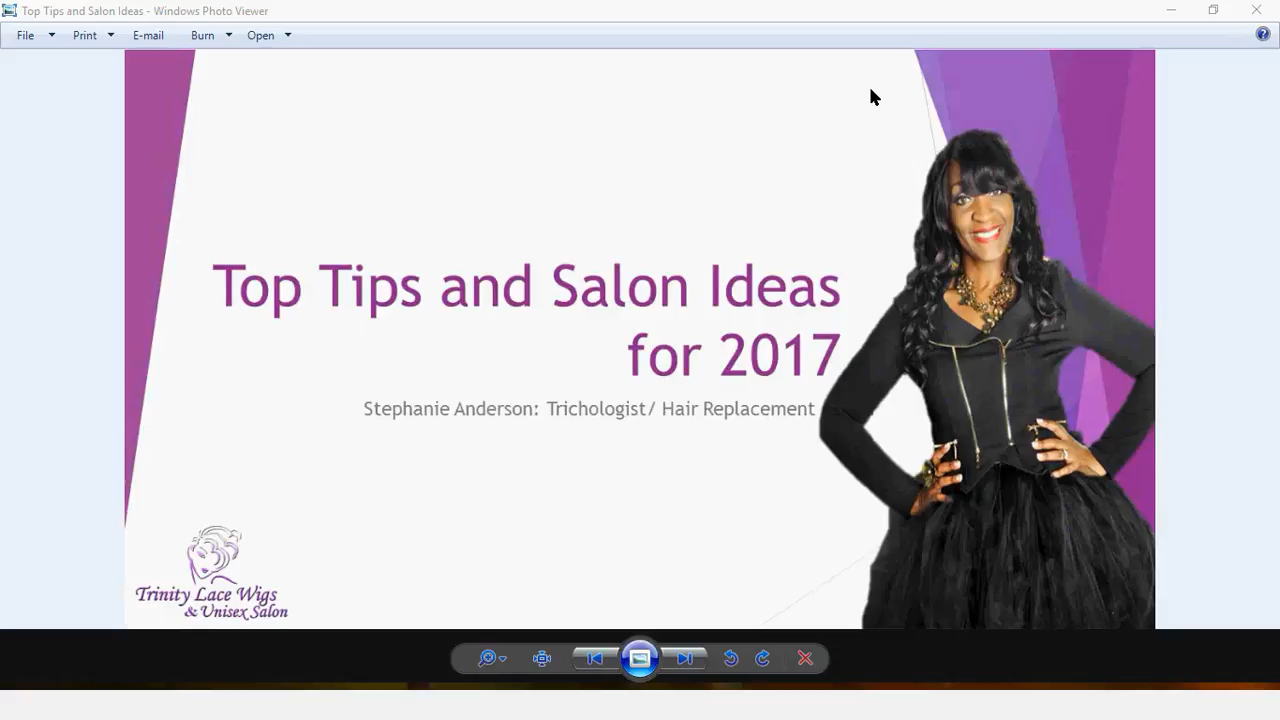 Top Tips and Salon Ideas - Windows Photo Viewer
File Print E-mail Burn Open
Top Tips and Salon Ideas
for 2017
Stephanie Anderson: Trichologist/ Hair Replacement
Trinity Lace Wigs
& Unisex Salon